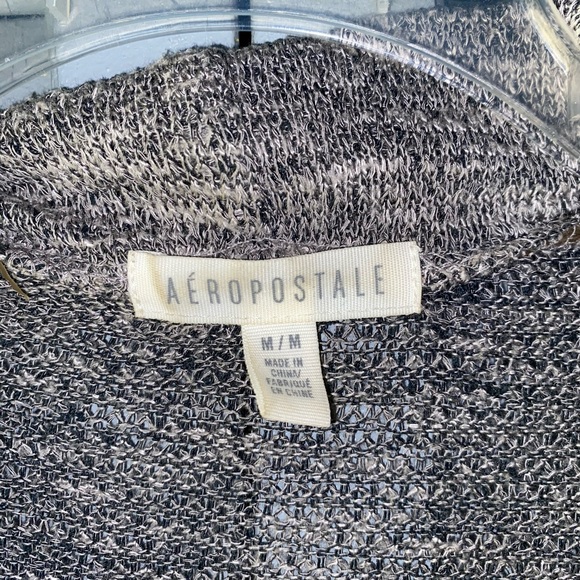 AÉROPOSTALE
M/M
MADE IN
CHINA/
FABRIQUÉ
EN CHINE